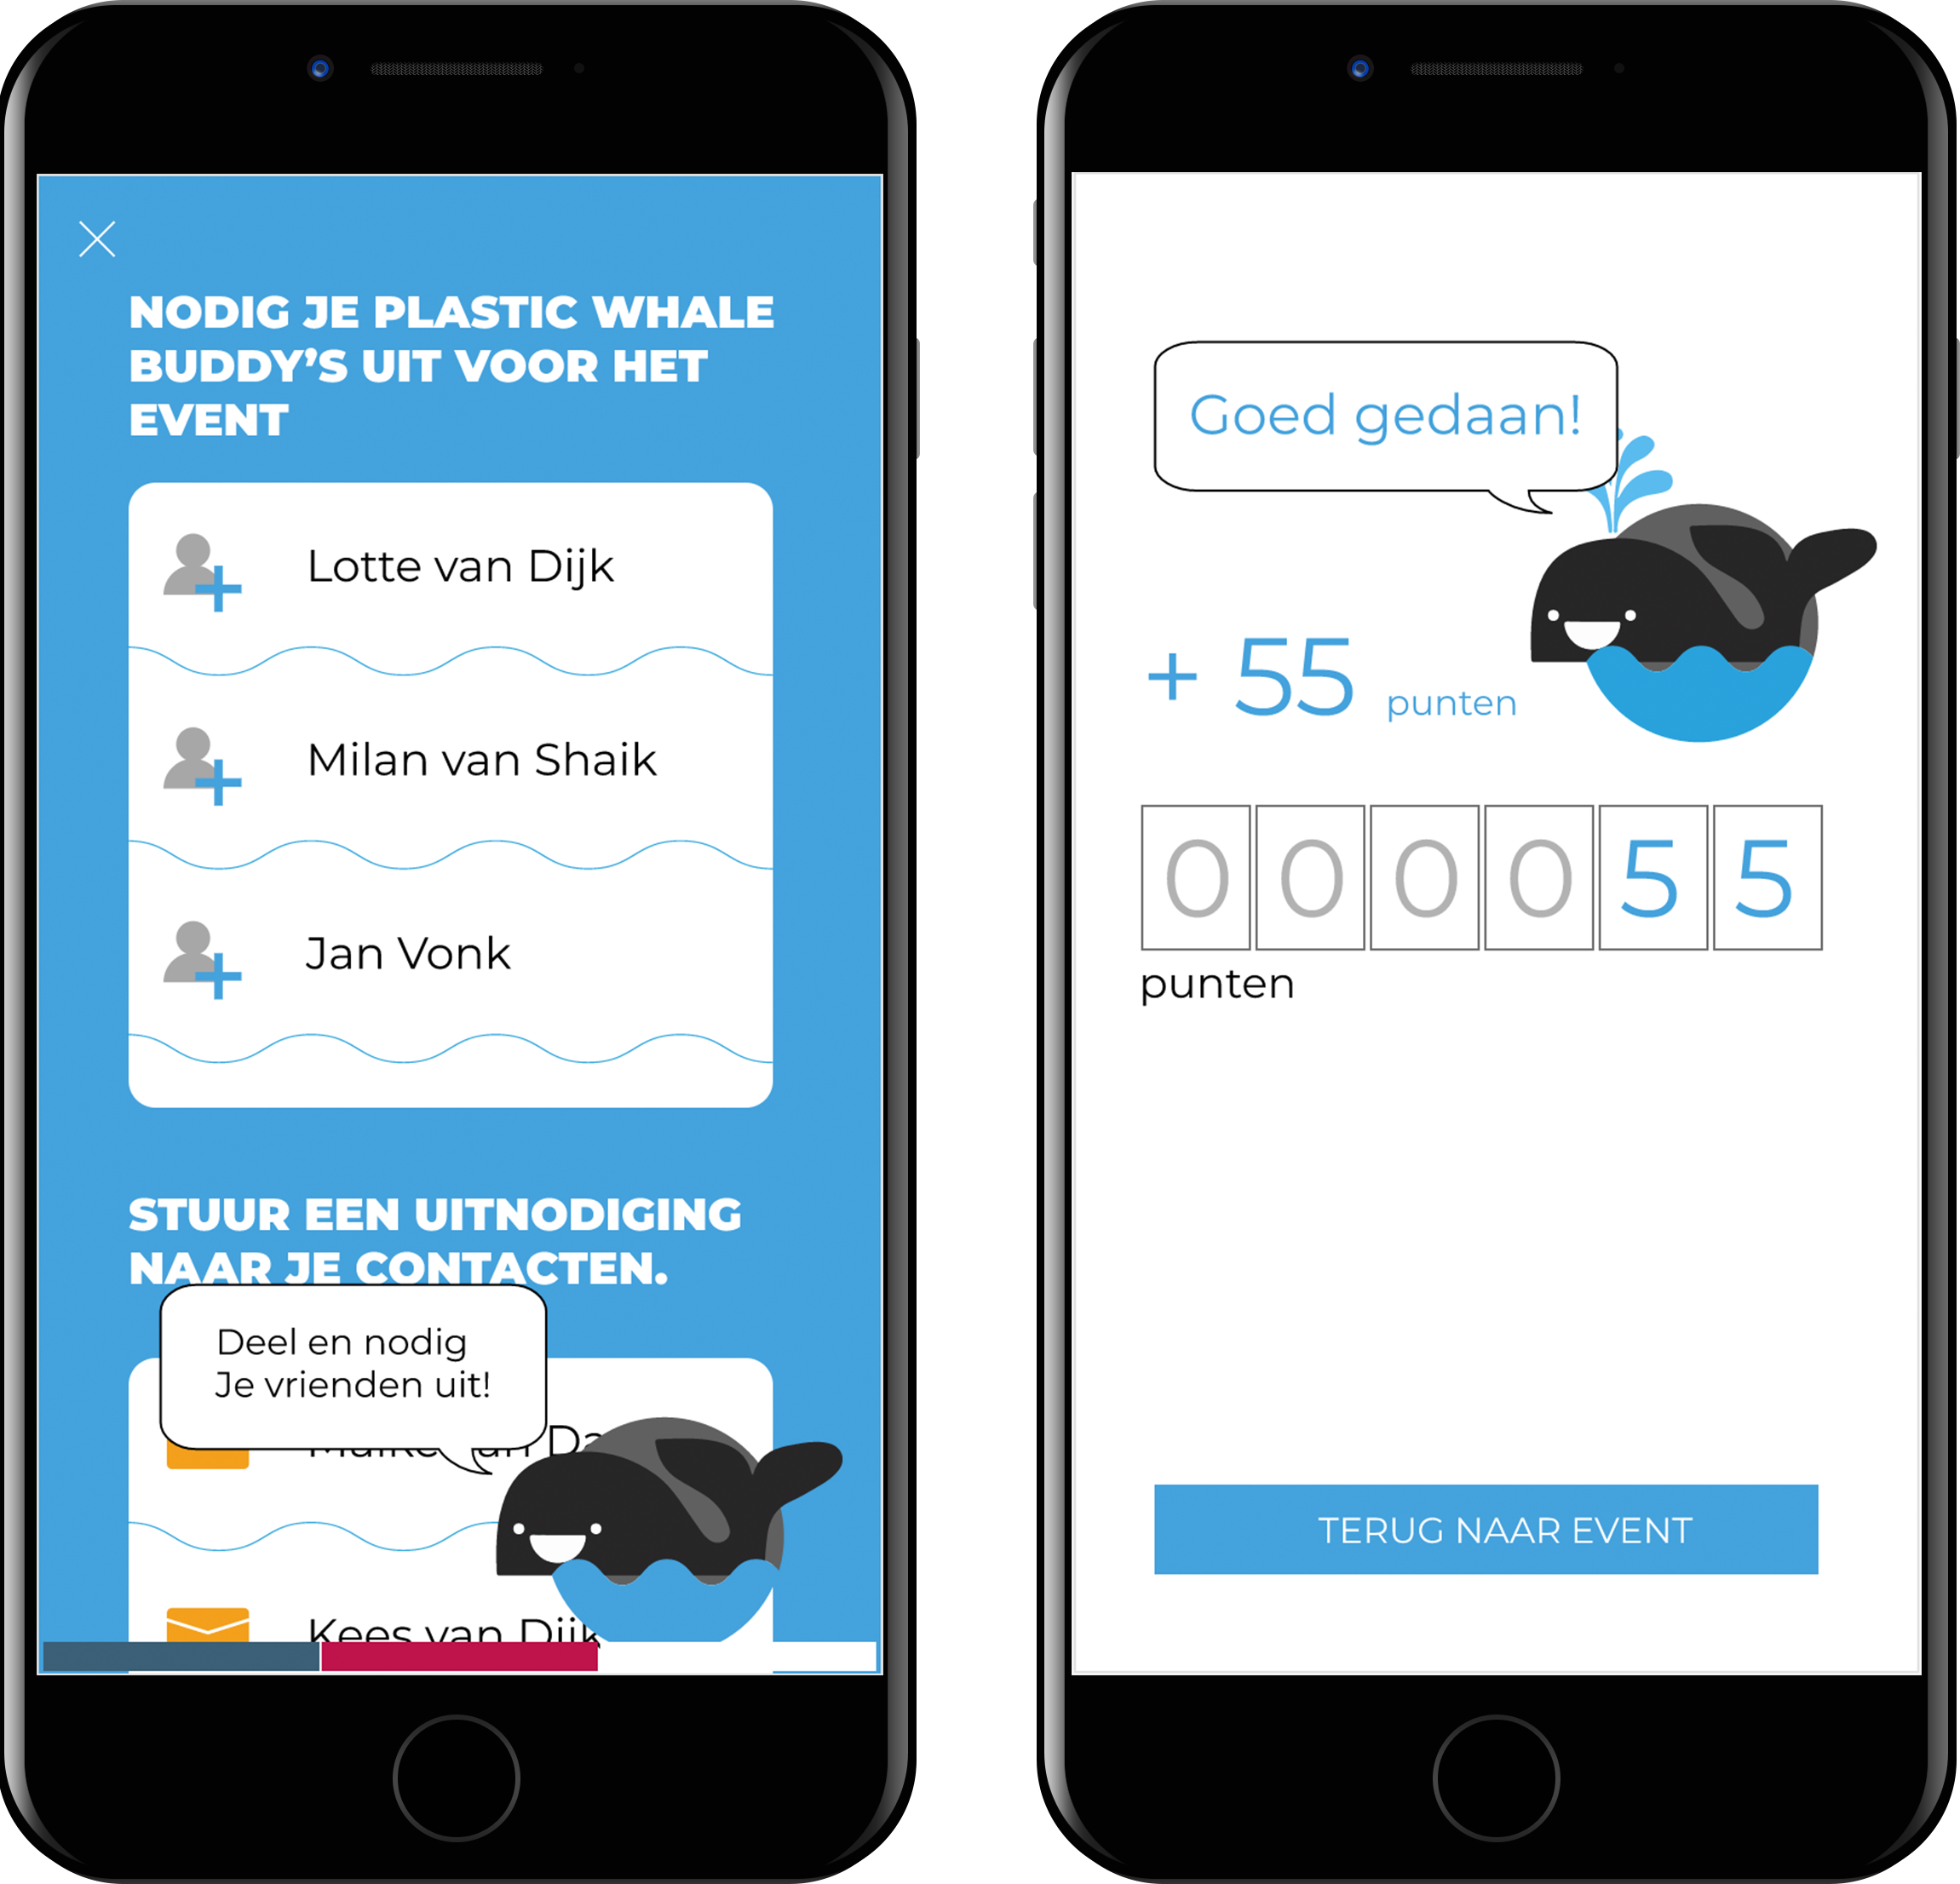 NODIG JE PLASTIC WHALE
BUDDY’S UIT VOOR HET
EVENT
Lotte van Dijk
Milan van Shaik
Jan Vonk
STUUR EEN UITNODIGING
NAAR JE CONTACTEN.
Deel en nodig
Je vrienden uit!
Kees van Dijk
Goed gedaan!
+ 55 punten
0 0 0 0 5 5
punten
TERUG NAAR EVENT